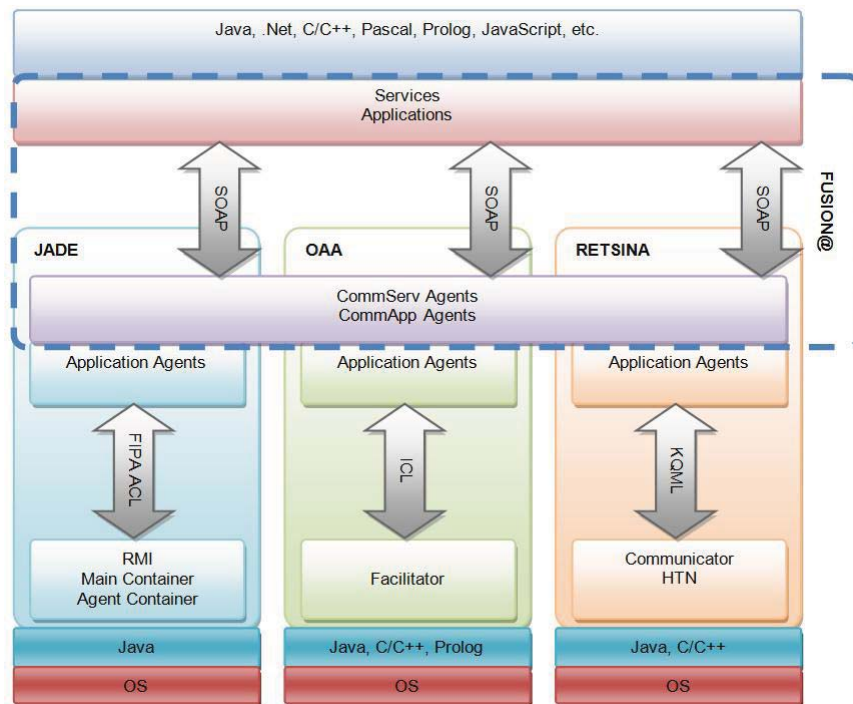 Java, .Net, C/C++, Pascal, Prolog, JavaScript, etc.
Services
Applications
SOAP
SOAP
SOAP
FUSION@
JADE
OAA
RETSINA
CommServ Agents
CommApp Agents
Application Agents
Application Agents
Application Agents
FIPA ACL
ICL
KQML
RMI
Main Container
Agent Container
Facilitator
Communicator
HTN
Java
Java, C/C++, Prolog
Java, C/C++
OS
OS
OS